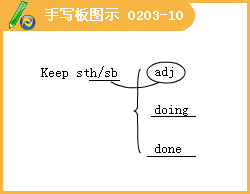 手写板图示 0203-10
Keep sth/sb adj
doing
done